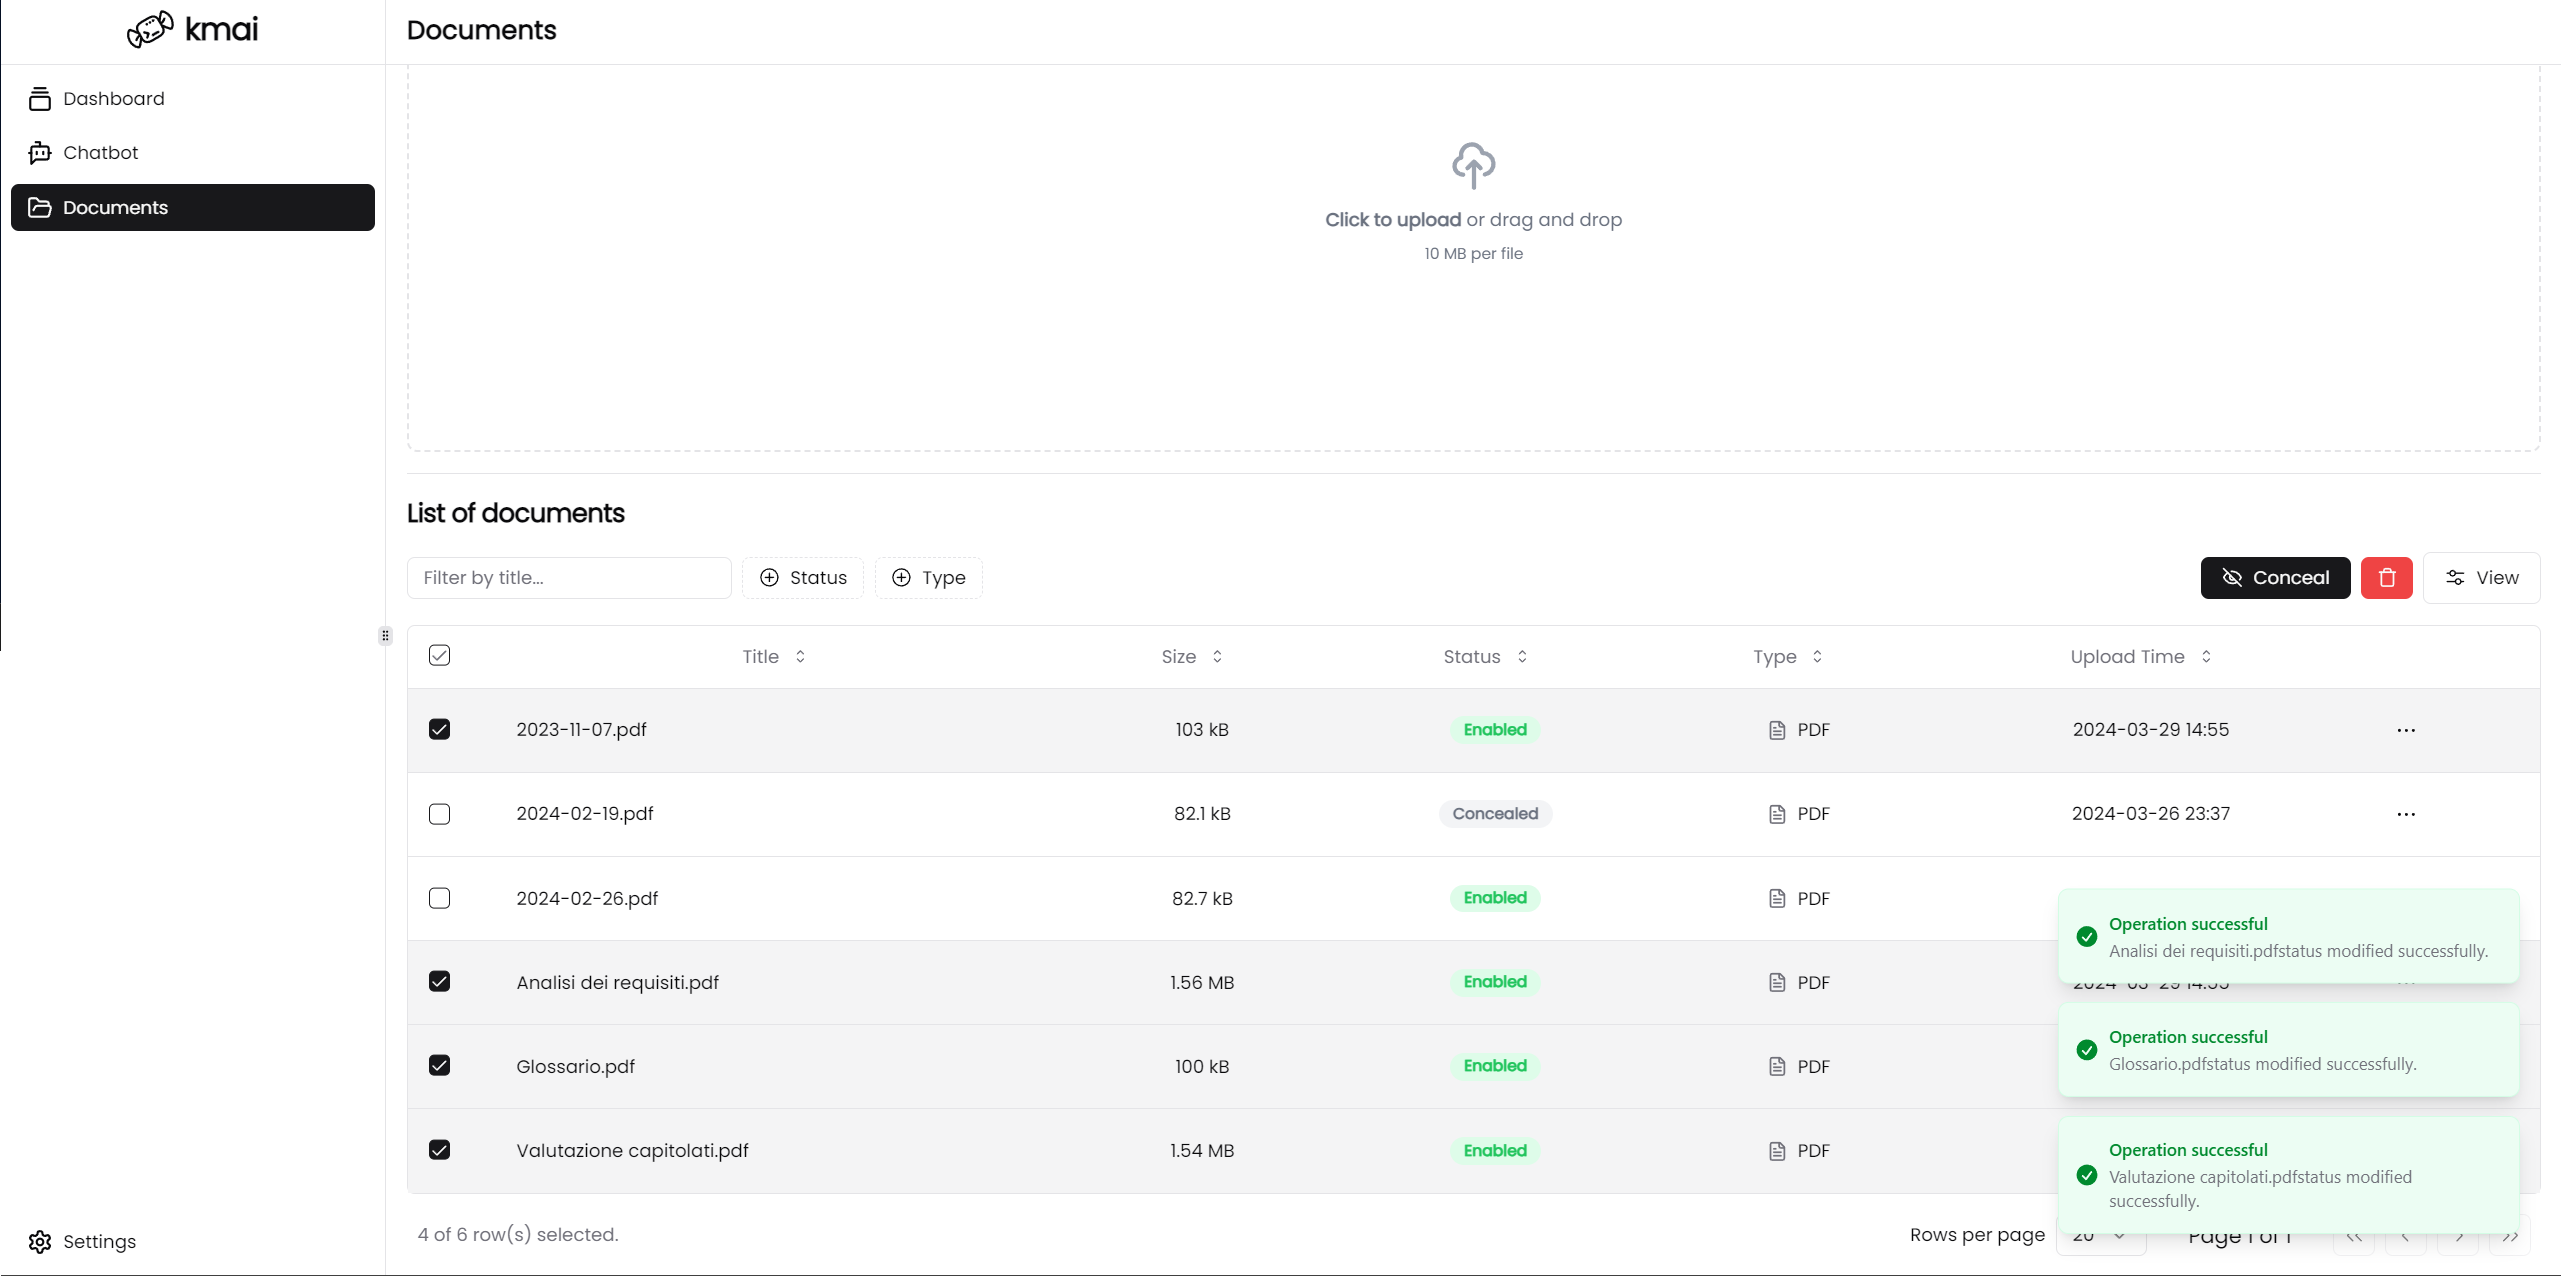 kmai
Documents
Dashboard
Chatbot
Documents
Click to upload or drag and drop
10 MB per file
List of documents
Filter by title...
Status
Type
Conceal
View
Title Size Status Type Upload Time
2023-11-07.pdf 103 kB Enabled PDF 2024-03-29 14:55
2024-02-19.pdf 82.1 kB Concealed PDF 2024-03-26 23:37
2024-02-26.pdf 82.7 kB Enabled PDF
Operation successful
Analisi dei requisiti.pdfstatus modified successfully.
Analisi dei requisiti.pdf 1.56 MB Enabled PDF 2024-03-29 14:55
Operation successful
Glossario.pdfstatus modified successfully.
Glossario.pdf 100 kB Enabled PDF
Operation successful
Valutazione capitolati.pdfstatus modified
successfully.
Valutazione capitolati.pdf 1.54 MB Enabled PDF
4 of 6 row(s) selected.
Rows per page 20 Page 1 of 1
Settings